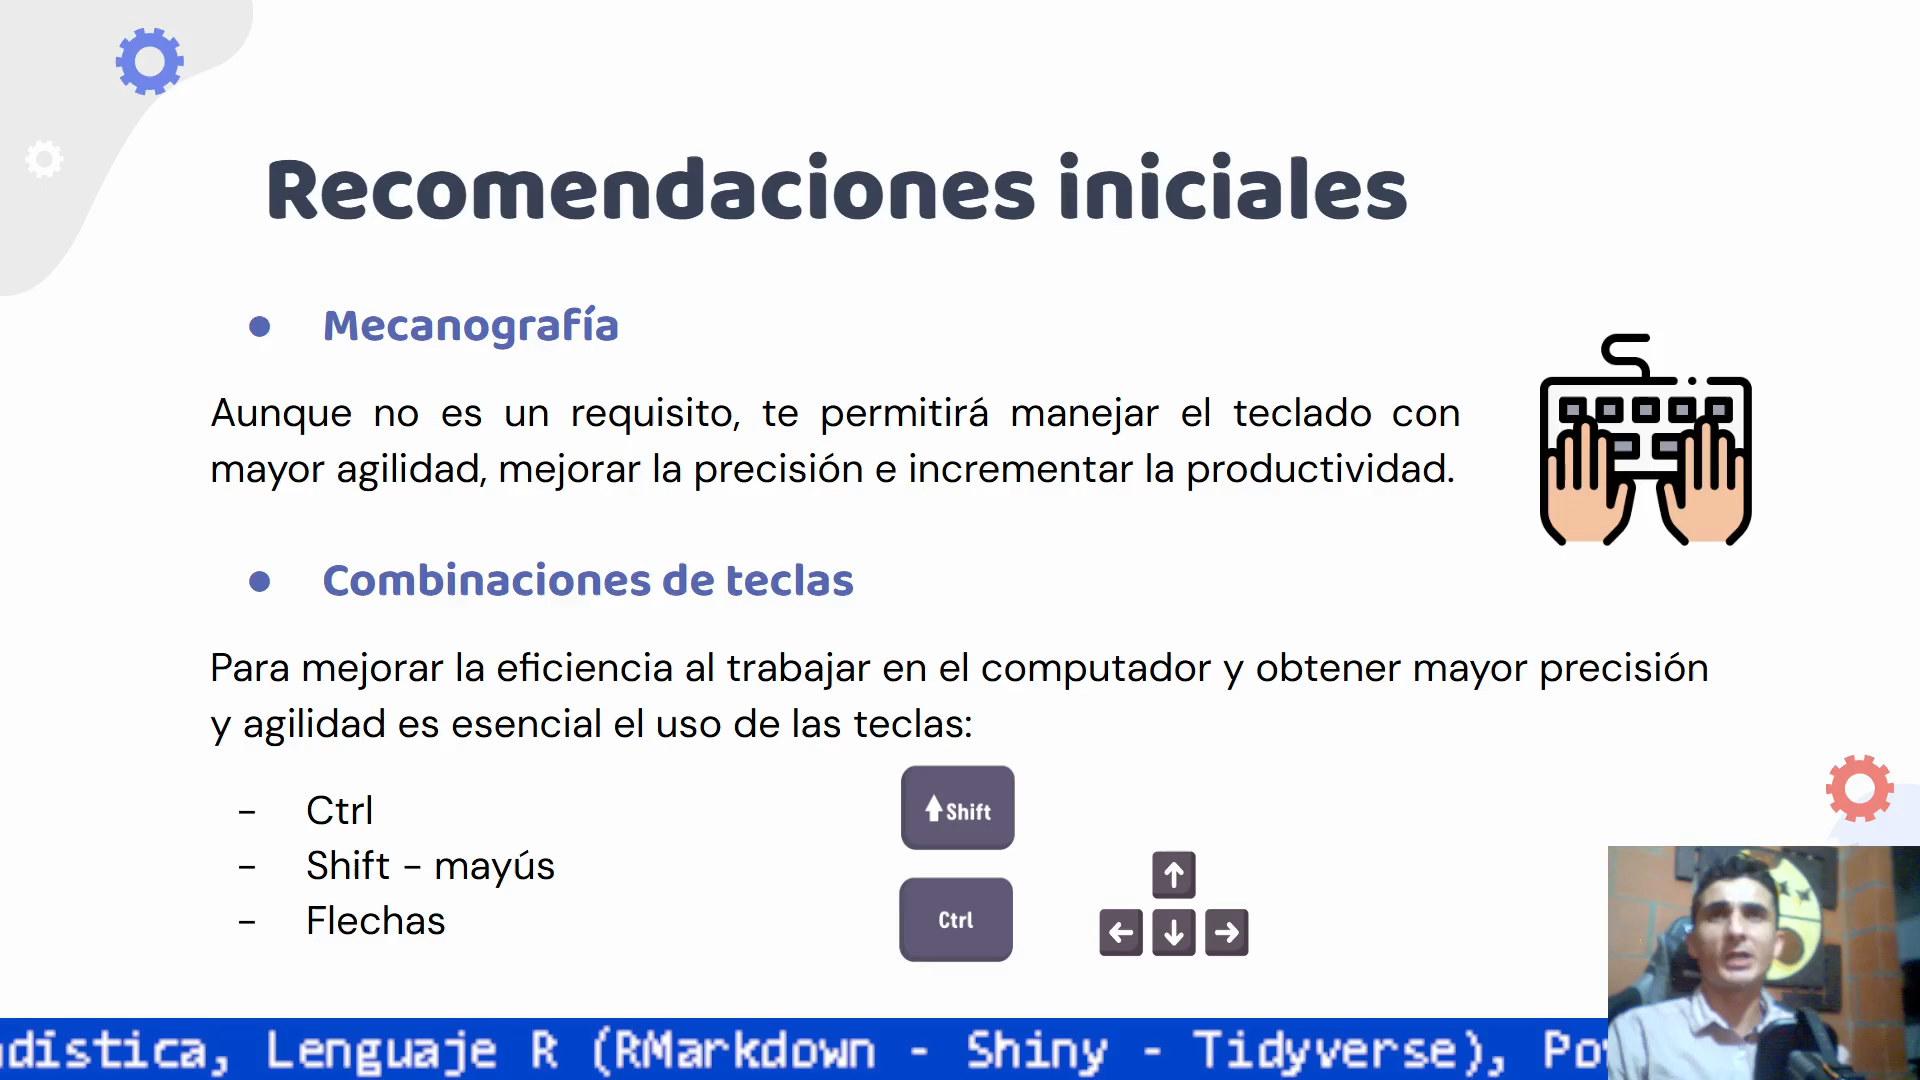 Recomendaciones iniciales
● Mecanografía
Aunque no es un requisito, te permitirá manejar el teclado con
mayor agilidad, mejorar la precisión e incrementar la productividad.
● Combinaciones de teclas
Para mejorar la eficiencia al trabajar en el computador y obtener mayor precisión
y agilidad es esencial el uso de las teclas:
- Ctrl
- Shift - mayús
- Flechas
Shift
Ctrl
dística, Lenguaje R (RMarkdown - Shiny - Tidyverse),